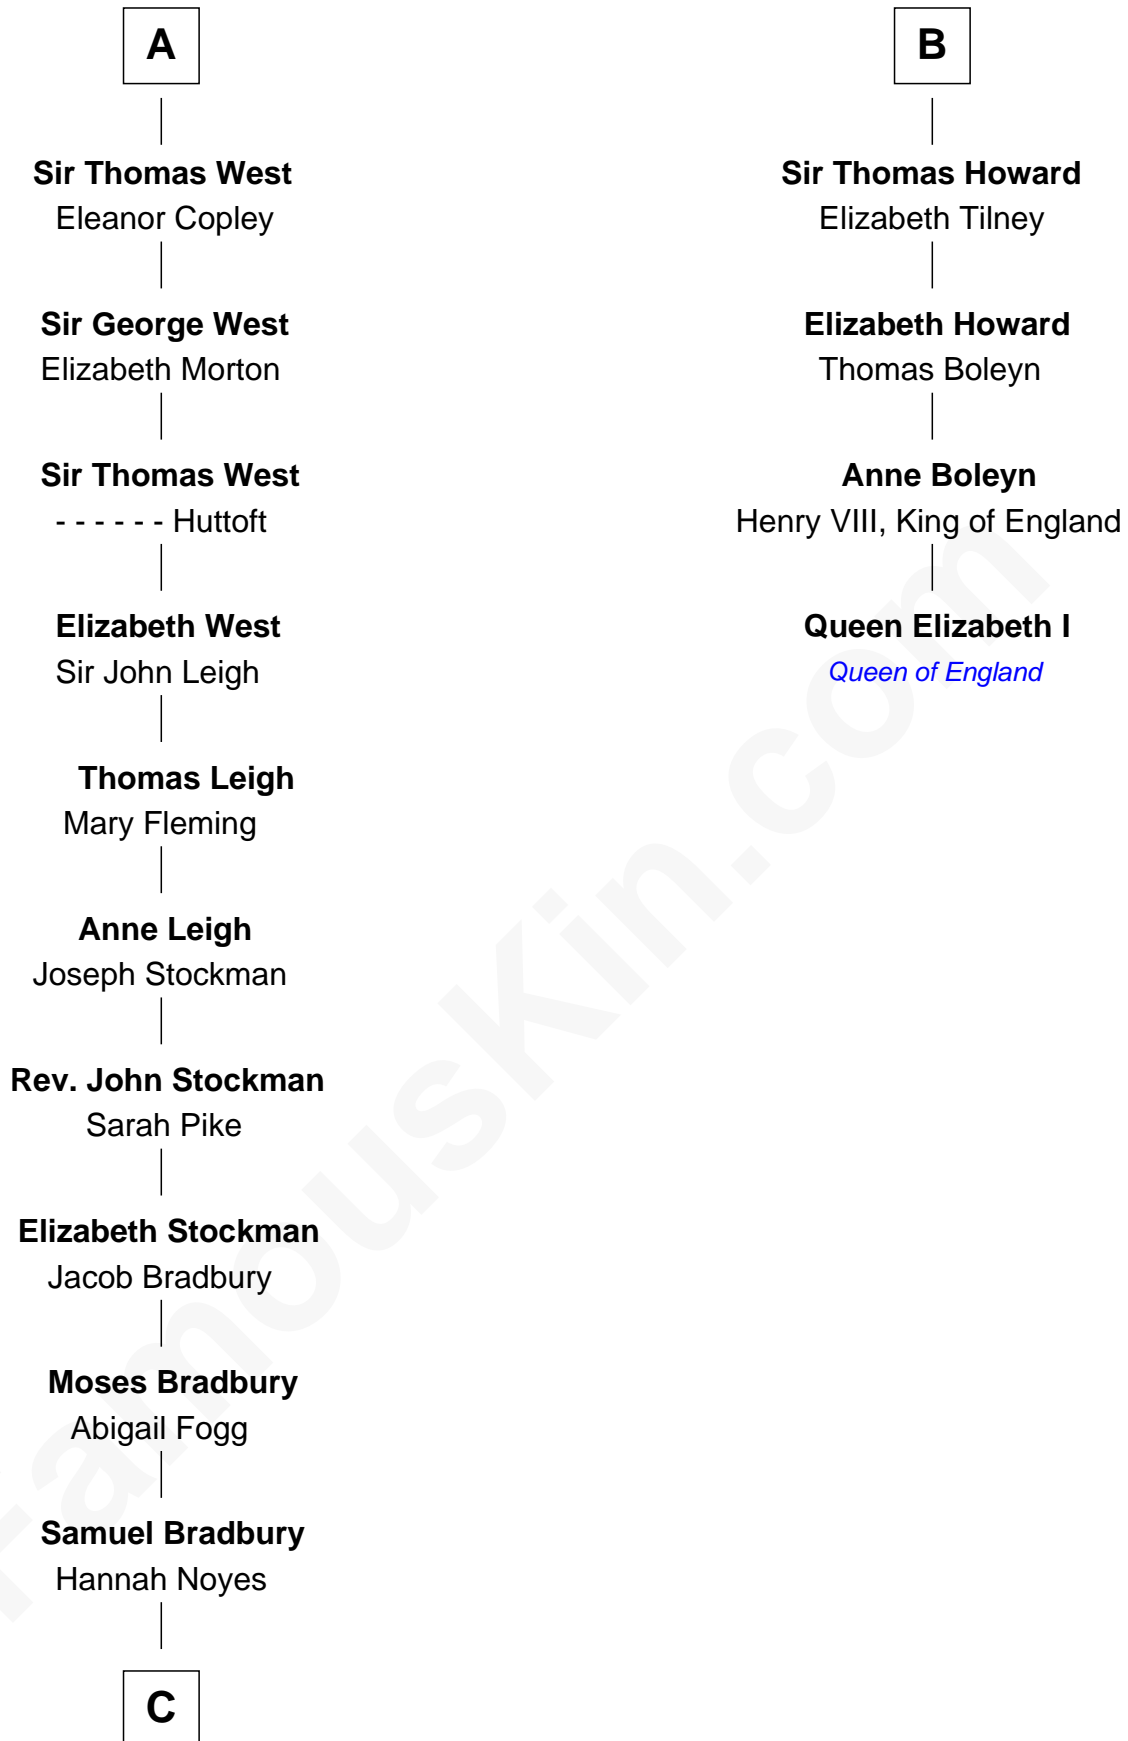 A
Sir Thomas West
Eleanor Copley
Sir George West
Elizabeth Morton
Sir Thomas West
- - - - - - Huttoft
Elizabeth West
Sir John Leigh
Thomas Leigh
Mary Fleming
Anne Leigh
Joseph Stockman
Rev. John Stockman
Sarah Pike
Elizabeth Stockman
Jacob Bradbury
Moses Bradbury
Abigail Fogg
Samuel Bradbury
Hannah Noyes
C
B
Sir Thomas Howard
Elizabeth Tilney
Elizabeth Howard
Thomas Boleyn
Anne Boleyn
Henry VIII, King of England
Queen Elizabeth I
Queen of England
FamousKin.com